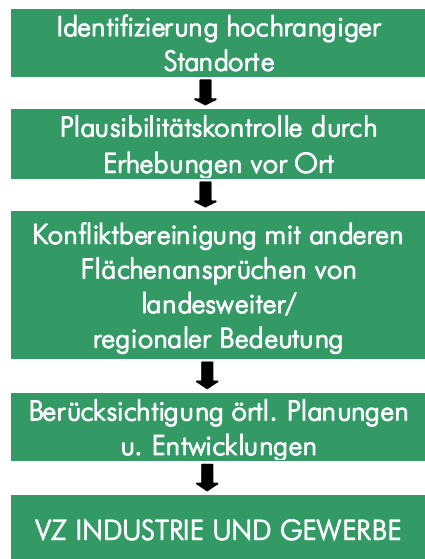 Identifizierung hochrangiger
Standorte
Plausibilitätskontrolle durch
Erhebungen vor Ort
Konfliktbereinigung mit anderen
Flächenansprüchen von
landesweiter/
regionaler Bedeutung
Berücksichtigung örtl. Planungen
u. Entwicklungen
VZ INDUSTRIE UND GEWERBE